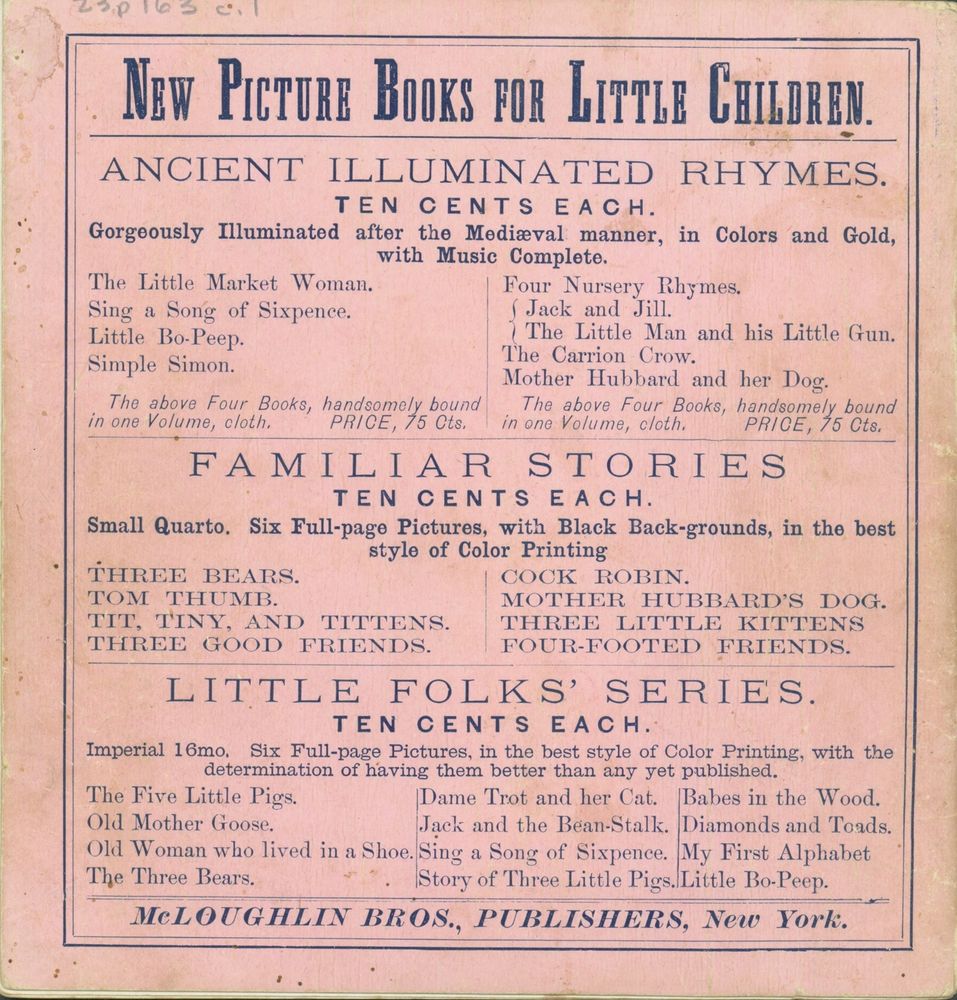 23p 163 c.1
NEW PICTURE BOOKS FOR LITTLE CHILDREN.
ANCIENT ILLUMINATED RHYMES.
TEN CENTS EACH.
Gorgeously Illuminated after the Mediæval manner, in Colors and Gold,
with Music Complete.
The Little Market Woman.
Sing a Song of Sixpence.
Little Bo-Peep.
Simple Simon.
The above Four Books, handsomely bound
in one Volume, cloth. PRICE, 75 Cts.
Four Nursery Rhymes.
{ Jack and Jill.
{ The Little Man and his Little Gun.
The Carrion Crow.
Mother Hubbard and her Dog.
The above Four Books, handsomely bound
in one Volume, cloth. PRICE, 75 Cts.
FAMILIAR STORIES
TEN CENTS EACH.
Small Quarto. Six Full-page Pictures, with Black Back-grounds, in the best
style of Color Printing
THREE BEARS.
TOM THUMB.
TIT, TINY, AND TITTENS.
THREE GOOD FRIENDS.
COCK ROBIN.
MOTHER HUBBARD'S DOG.
THREE LITTLE KITTENS
FOUR-FOOTED FRIENDS.
LITTLE FOLKS' SERIES.
TEN CENTS EACH.
Imperial 16mo. Six Full-page Pictures, in the best style of Color Printing, with the
determination of having them better than any yet published.
The Five Little Pigs.
Old Mother Goose.
Old Woman who lived in a Shoe.
The Three Bears.
Dame Trot and her Cat.
Jack and the Bean-Stalk.
Sing a Song of Sixpence.
Story of Three Little Pigs.
Babes in the Wood.
Diamonds and Toads.
My First Alphabet
Little Bo-Peep.
McLOUGHLIN BROS., PUBLISHERS, New York.